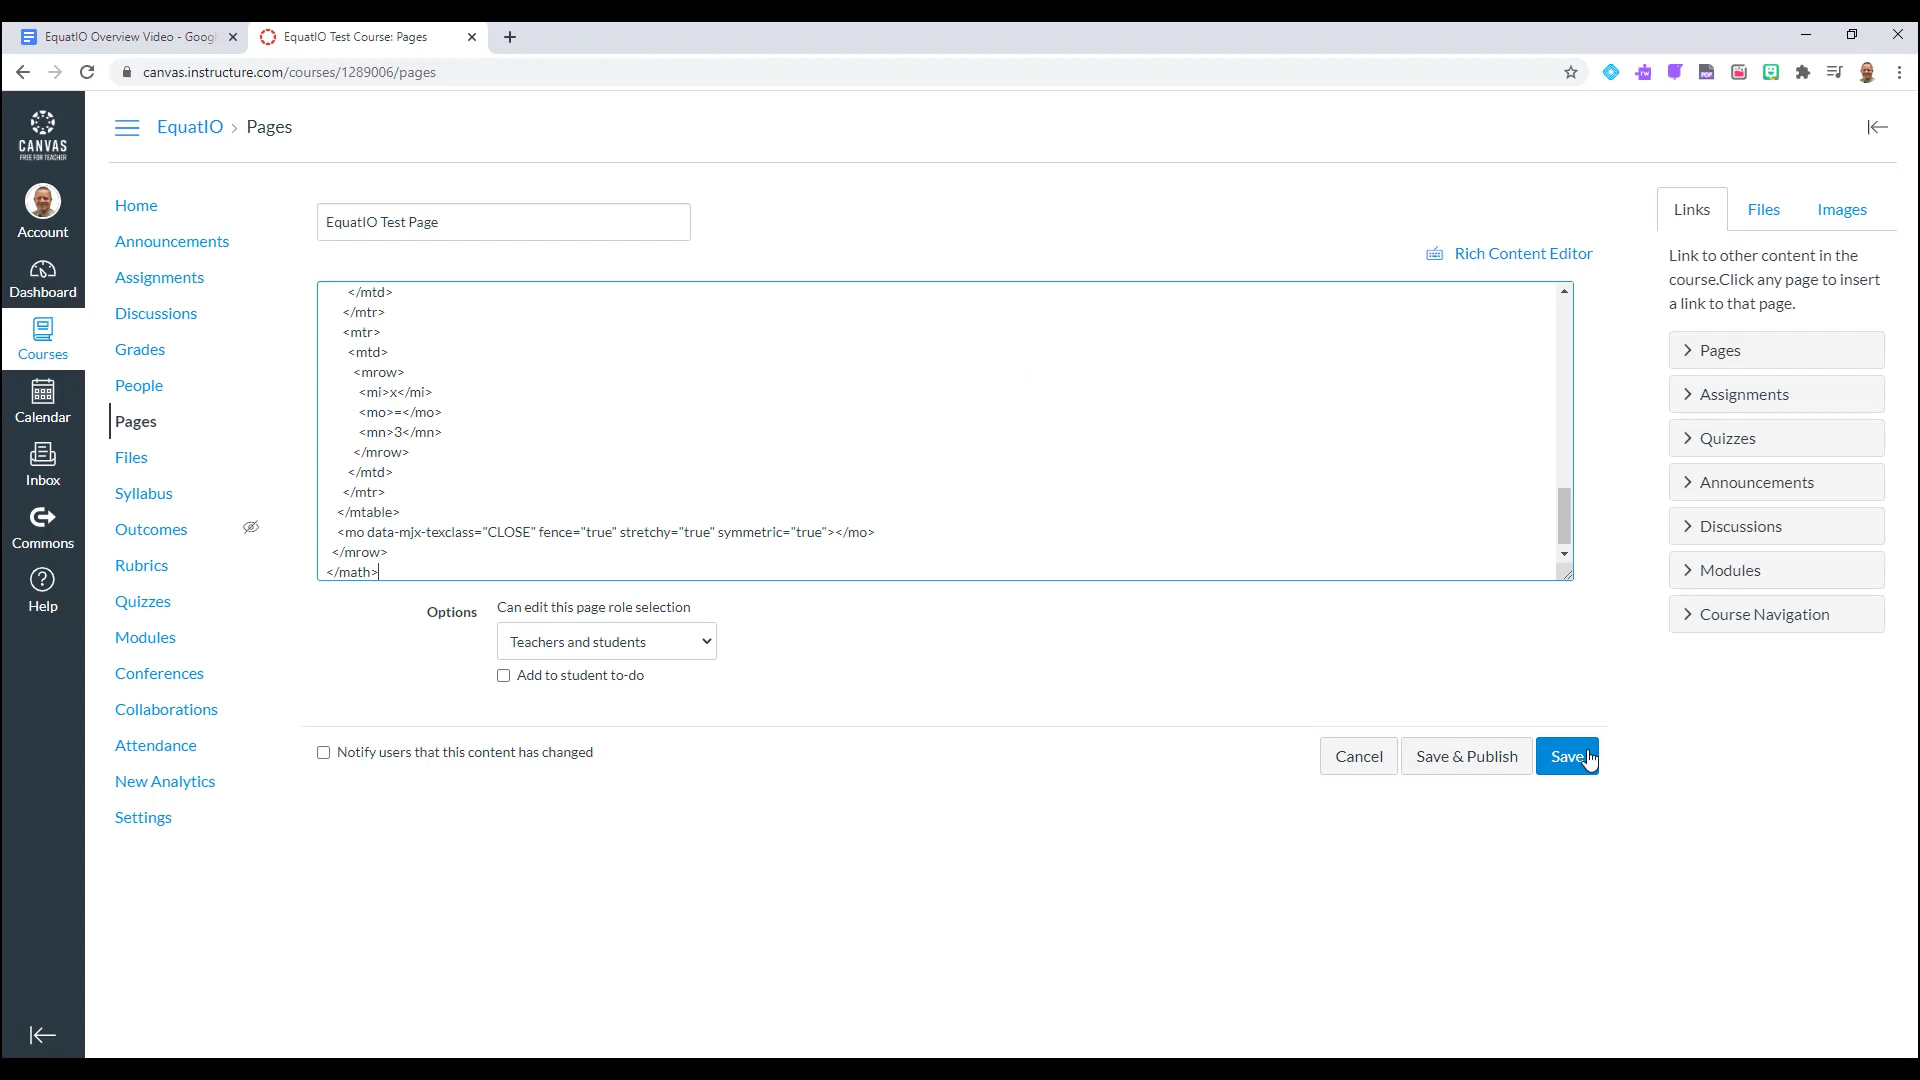 EquatIO Overview Video - Googl
EquatIO Test Course: Pages
canvas.instructure.com/courses/1289006/pages
CANVAS
FREE FOR TEACHER
Account
Dashboard
Courses
Calendar
Inbox
Commons
Help
EquatIO › Pages
Home
Announcements
Assignments
Discussions
Grades
People
Pages
Files
Syllabus
Outcomes
Rubrics
Quizzes
Modules
Conferences
Collaborations
Attendance
New Analytics
Settings
EquatIO Test Page
Rich Content Editor
</mtd>
</mtr>
<mtr>
<mtd>
<mrow>
<mi>x</mi>
<mo>=</mo>
<mn>3</mn>
</mrow>
</mtd>
</mtr>
</mtable>
<mo data-mjx-texclass="CLOSE" fence="true" stretchy="true" symmetric="true"></mo>
</mrow>
</math>
Options
Can edit this page role selection
Teachers and students
Add to student to-do
Notify users that this content has changed
Cancel
Save & Publish
Save
Links
Files
Images
Link to other content in the
course.Click any page to insert
a link to that page.
Pages
Assignments
Quizzes
Announcements
Discussions
Modules
Course Navigation